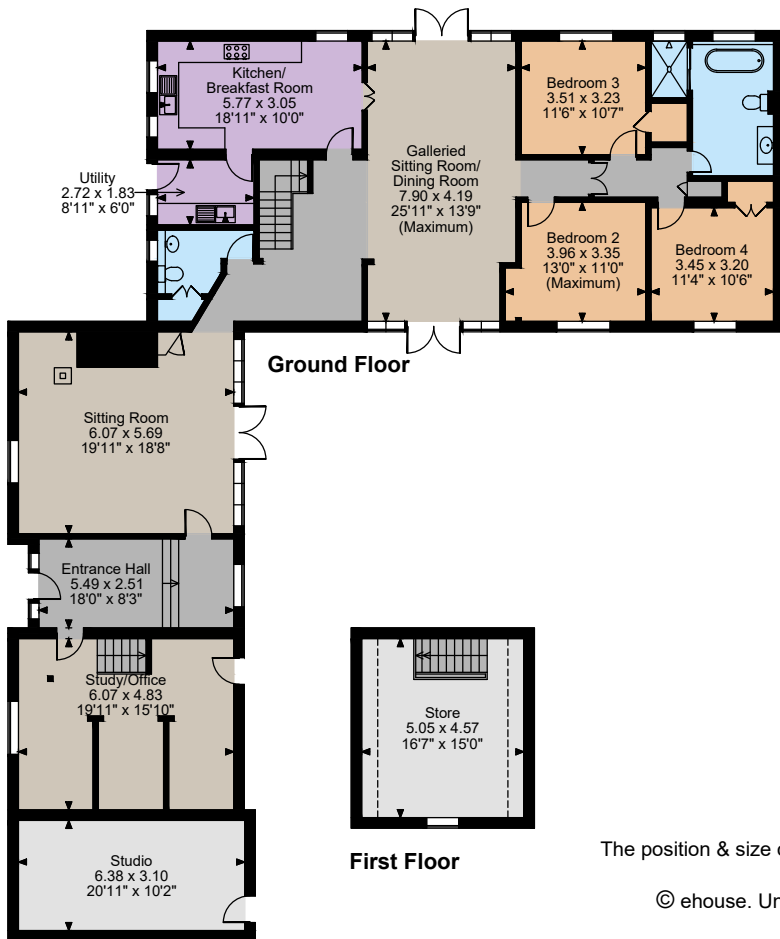 Kitchen/
Breakfast Room
5.77 x 3.05
18'11" x 10'0"
Utility
2.72 x 1.83
8'11" x 6'0"
Galleried
Sitting Room/
Dining Room
7.90 x 4.19
25'11" x 13'9"
(Maximum)
Bedroom 3
3.51 x 3.23
11'6" x 10'7"
Bedroom 2
3.96 x 3.35
13'0" x 11'0"
(Maximum)
Bedroom 4
3.45 x 3.20
11'4" x 10'6"
Ground Floor
Sitting Room
6.07 x 5.69
19'11" x 18'8"
Entrance Hall
5.49 x 2.51
18'0" x 8'3"
Study/Office
6.07 x 4.83
19'11" x 15'10"
Store
5.05 x 4.57
16'7" x 15'0"
Studio
6.38 x 3.10
20'11" x 10'2"
First Floor
The position & size
© ehouse.